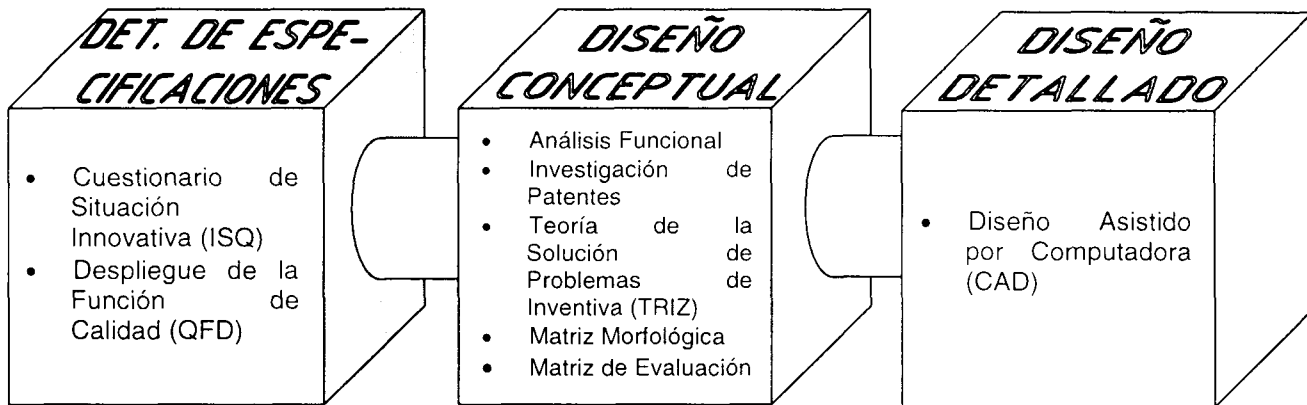 DET. DE ESPE-
CIFICACIONES
• Cuestionario de
Situación
Innovativa (ISQ)
• Despliegue de la
Función de
Calidad (QFD)
DISEÑO
CONCEPTUAL
• Análisis Funcional
• Investigación de
Patentes
• Teoría de la
Solución de
Problemas de
Inventiva (TRIZ)
• Matriz Morfológica
• Matriz de Evaluación
DISEÑO
DETALLADO
• Diseño Asistido
por Computadora
(CAD)